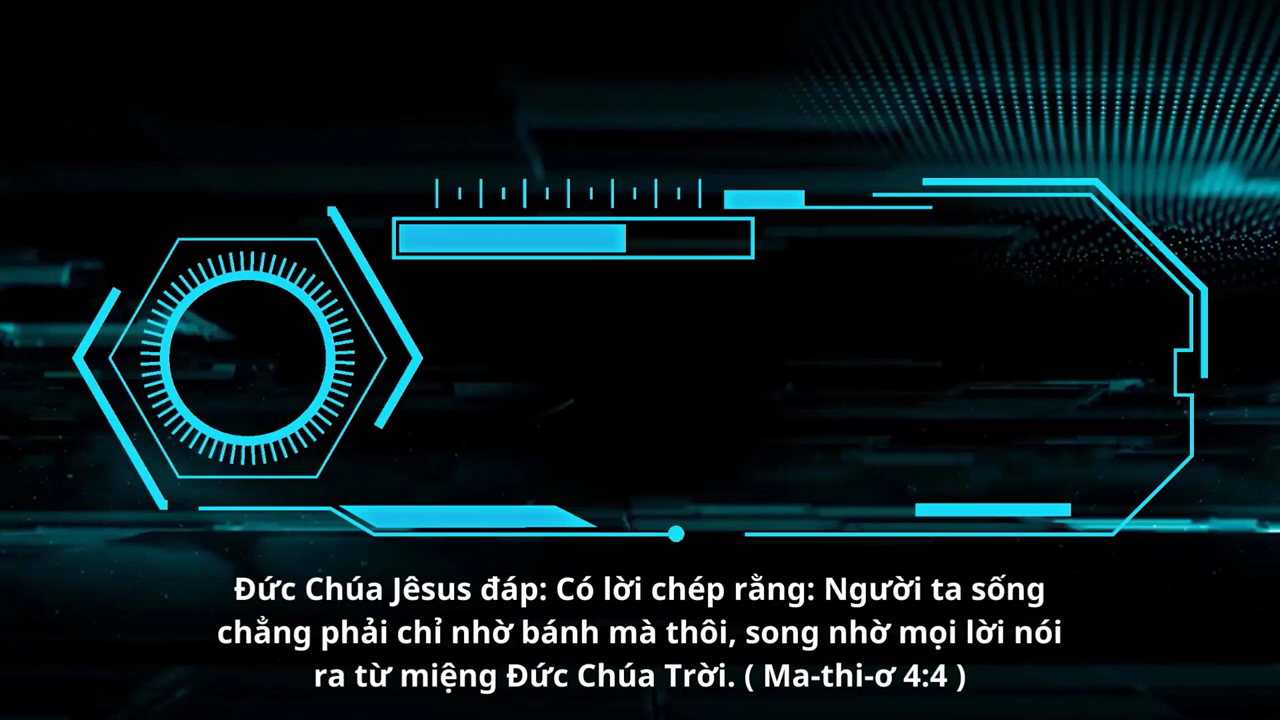 Đức Chúa Jêsus đáp: Có lời chép rằng: Người ta sống
chẳng phải chỉ nhờ bánh mà thôi, song nhờ mọi lời nói
ra từ miệng Đức Chúa Trời. ( Ma-thi-ơ 4:4 )